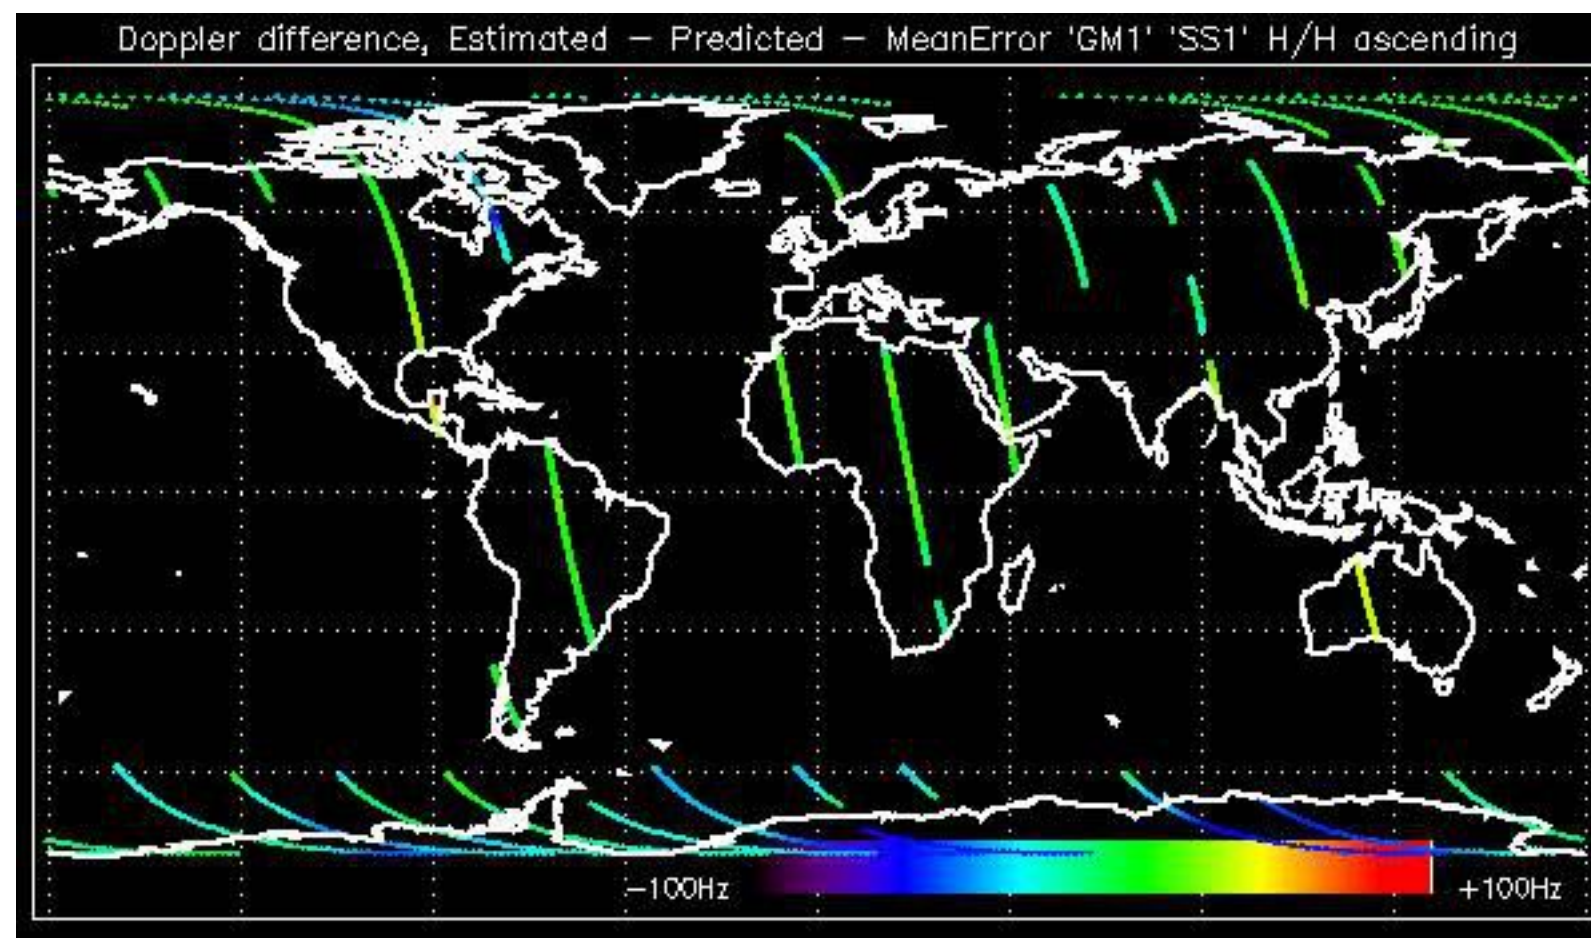 Doppler difference, Estimated – Predicted – MeanError 'GM1' 'SS1' H/H ascending
−100Hz
+100Hz